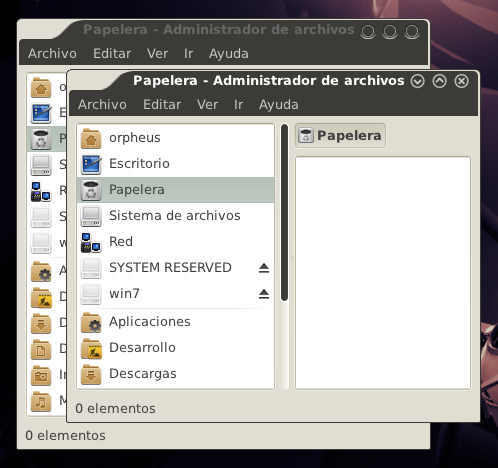 Papelera - Administrador de archivos
Archivo Editar Ver Ir Ayuda
Papelera - Administrador de archivos
Archivo Editar Ver Ir Ayuda
orpheus
Escritorio
Papelera
Sistema de archivos
Red
SYSTEM RESERVED
win7
Aplicaciones
Desarrollo
Descargas
Papelera
0 elementos
0 elementos